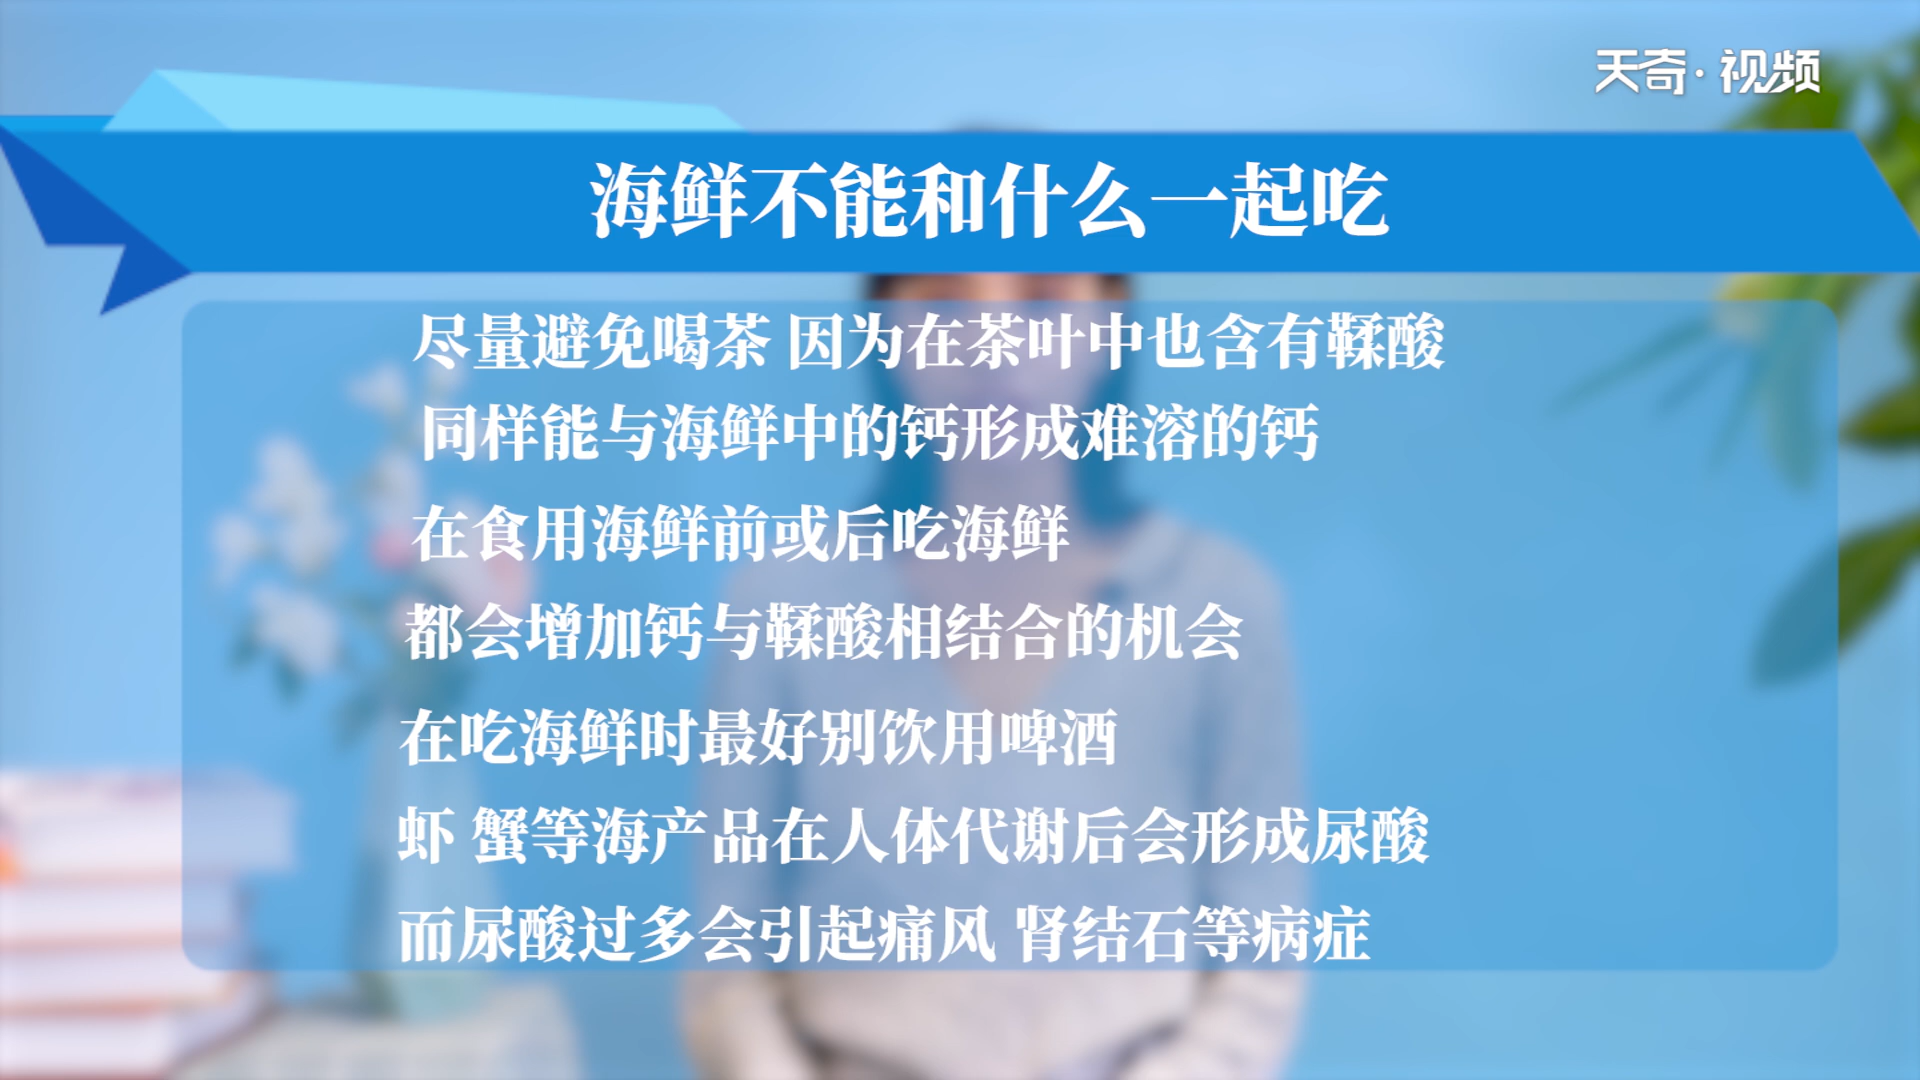 天奇·视频
海鲜不能和什么一起吃
尽量避免喝茶 因为在茶叶中也含有鞣酸
同样能与海鲜中的钙形成难溶的钙
在食用海鲜前或后吃海鲜
都会增加钙与鞣酸相结合的机会
在吃海鲜时最好别饮用啤酒
虾 蟹等海产品在人体代谢后会形成尿酸
而尿酸过多会引起痛风 肾结石等病症